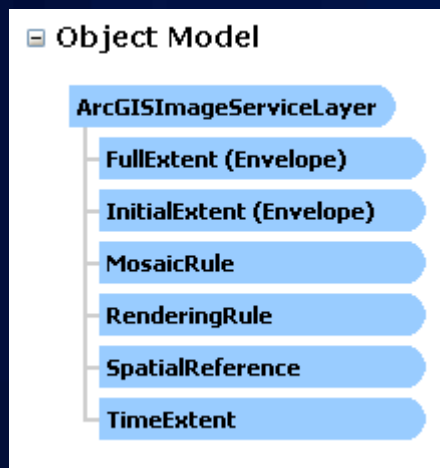 Object Model
ArcGISImageServiceLayer
FullExtent (Envelope)
InitialExtent (Envelope)
MosaicRule
RenderingRule
SpatialReference
TimeExtent